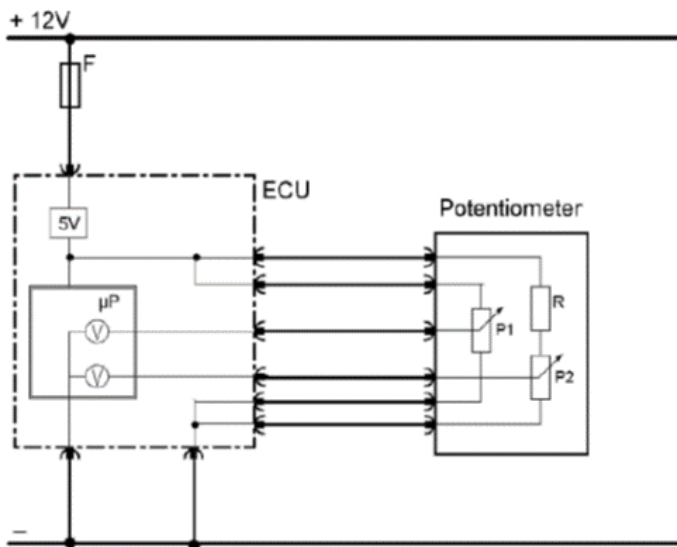 + 12V
F
ECU
5V
Potentiometer
µP
V
R
P1
V
P2
–